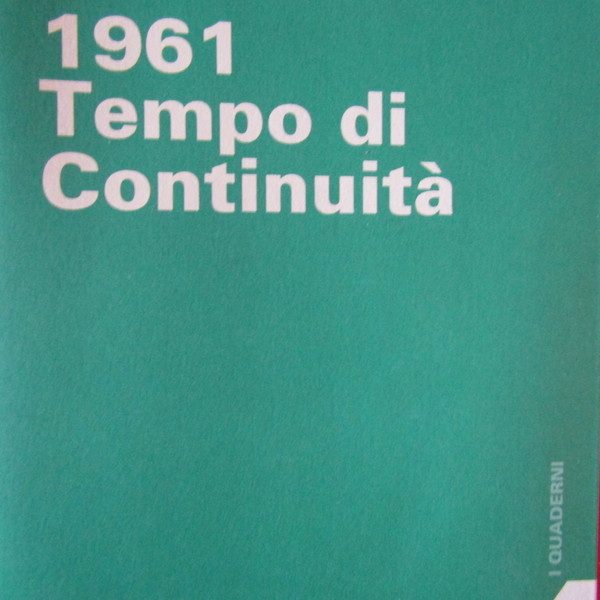 1961
Tempo di
Continuità
I QUADERNI